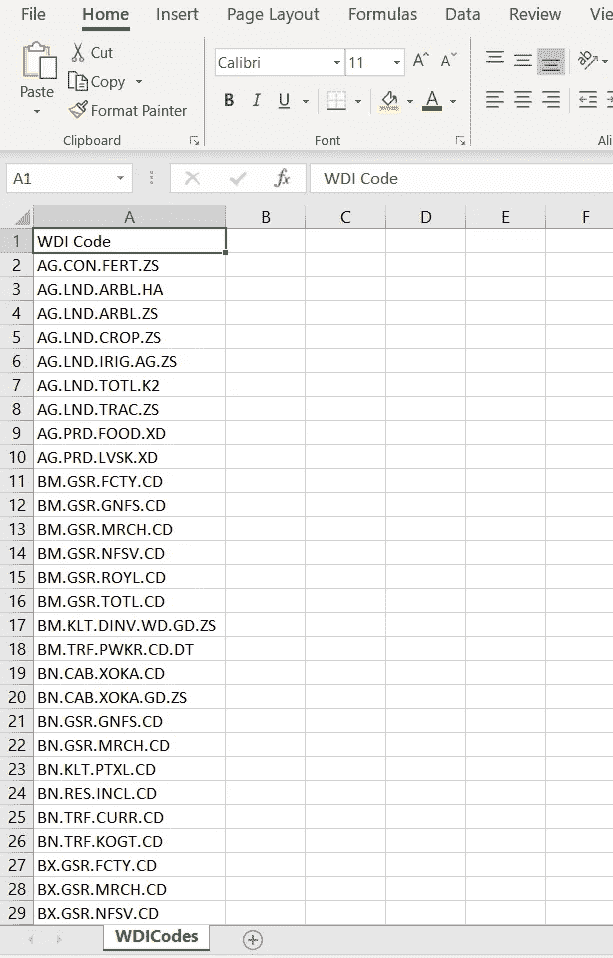 File Home Insert Page Layout Formulas Data Review Vie
Paste
Cut
Copy
Format Painter
Clipboard
Calibri 11 A A
B I U A
Font
ab
Ali
A1 fx WDI Code
A B C D E F
1 WDI Code
2 AG.CON.FERT.ZS
3 AG.LND.ARBL.HA
4 AG.LND.ARBL.ZS
5 AG.LND.CROP.ZS
6 AG.LND.IRIG.AG.ZS
7 AG.LND.TOTL.K2
8 AG.LND.TRAC.ZS
9 AG.PRD.FOOD.XD
10 AG.PRD.LVSK.XD
11 BM.GSR.FCTY.CD
12 BM.GSR.GNFS.CD
13 BM.GSR.MRCH.CD
14 BM.GSR.NFSV.CD
15 BM.GSR.ROYL.CD
16 BM.GSR.TOTL.CD
17 BM.KLT.DINV.WD.GD.ZS
18 BM.TRF.PWKR.CD.DT
19 BN.CAB.XOKA.CD
20 BN.CAB.XOKA.GD.ZS
21 BN.GSR.GNFS.CD
22 BN.GSR.MRCH.CD
23 BN.KLT.PTXL.CD
24 BN.RES.INCL.CD
25 BN.TRF.CURR.CD
26 BN.TRF.KOGT.CD
27 BX.GSR.FCTY.CD
28 BX.GSR.MRCH.CD
29 BX.GSR.NFSV.CD
WDICodes